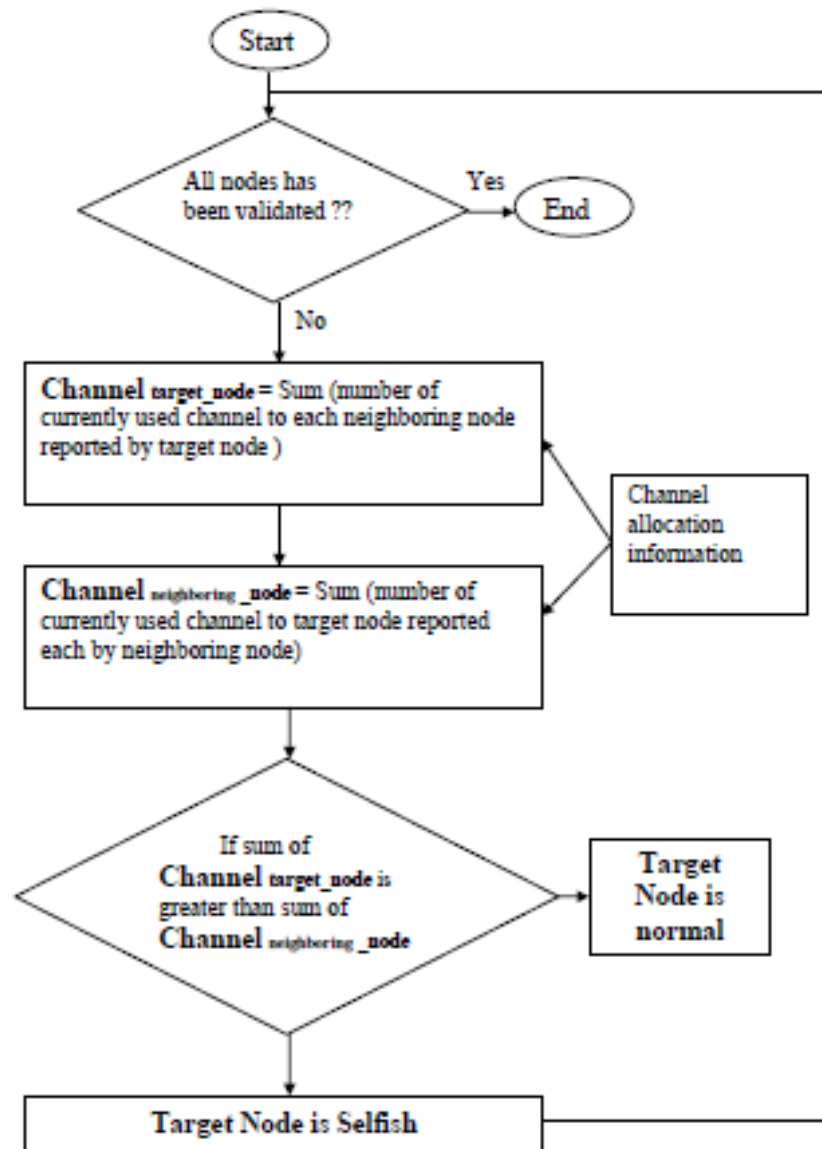 Start
All nodes has
been validated ??
Yes
End
No
Channel target_node = Sum (number of
currently used channel to each neighboring node
reported by target node )
Channel
allocation
information
Channel neighboring _node = Sum (number of
currently used channel to target node reported
each by neighboring node)
If sum of
Channel target_node is
greater than sum of
Channel neighboring _node
Target
Node is
normal
Target Node is Selfish